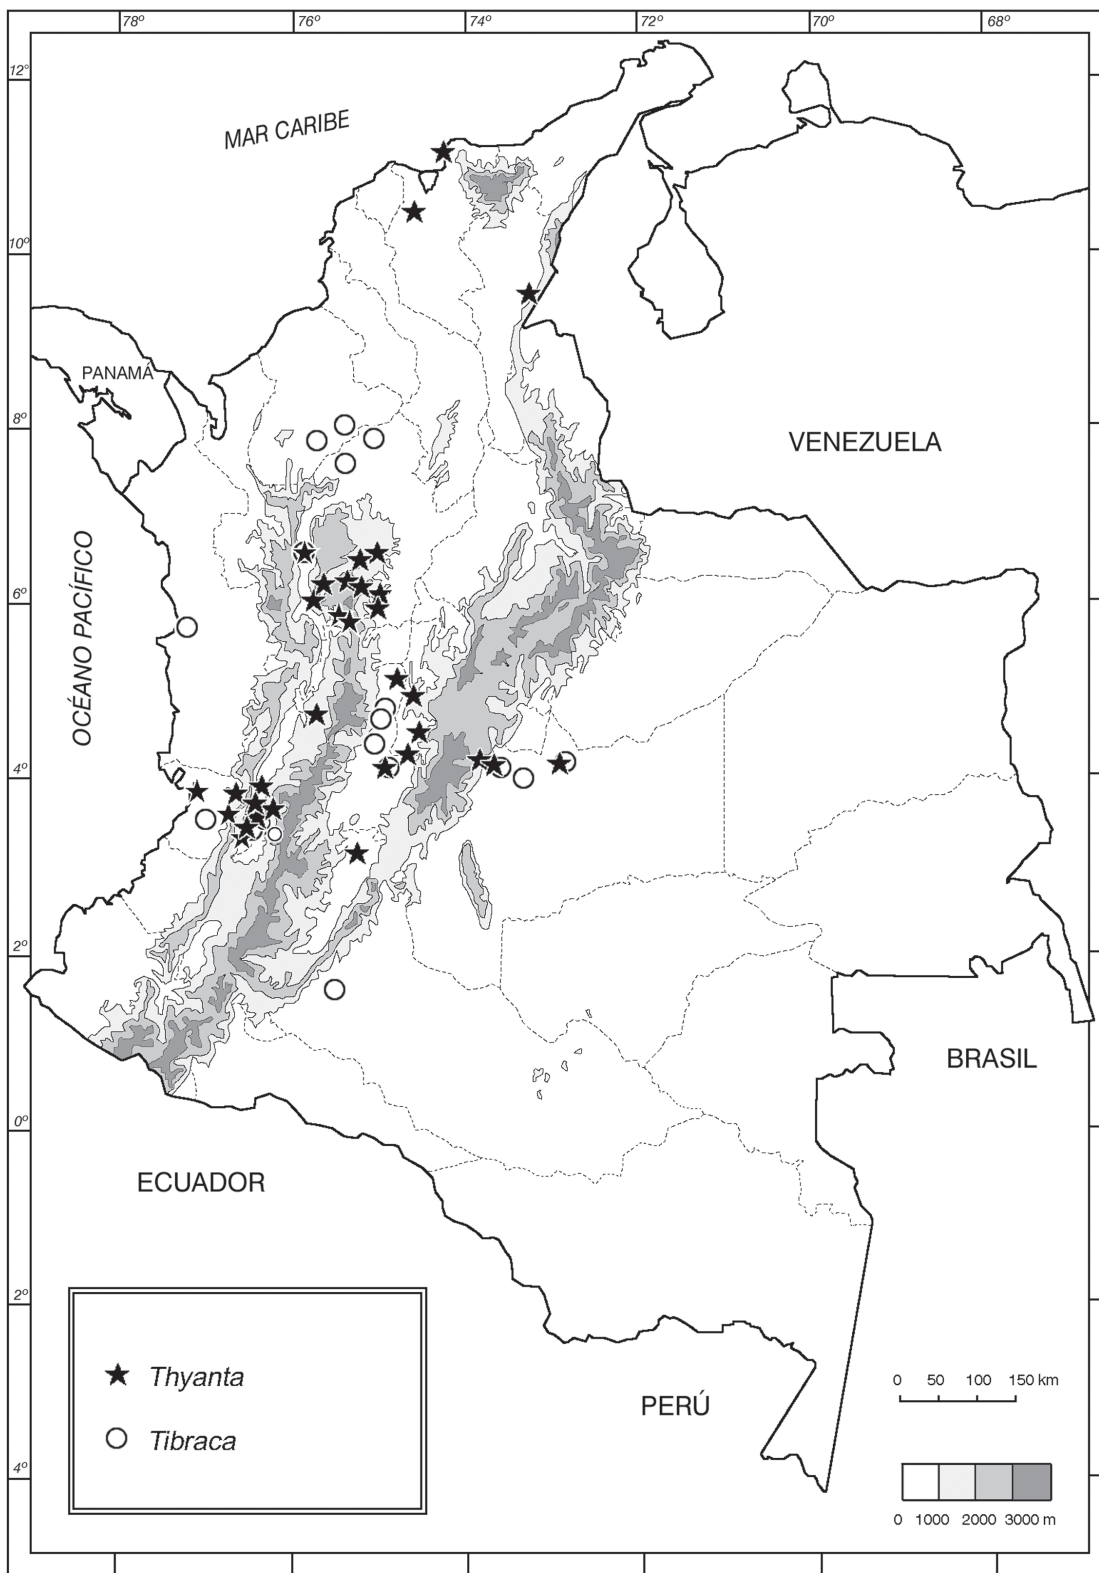 78º 76º 74º 72º 70º 68º
12º
MAR CARIBE
10º
PANAMÁ
8º
VENEZUELA
OCÉANO PACÍFICO
6º
4º
2º
BRASIL
0º
ECUADOR
2º
Thyanta
0 50 100 150 km
PERÚ
Tibraca
4º
0 1000 2000 3000 m